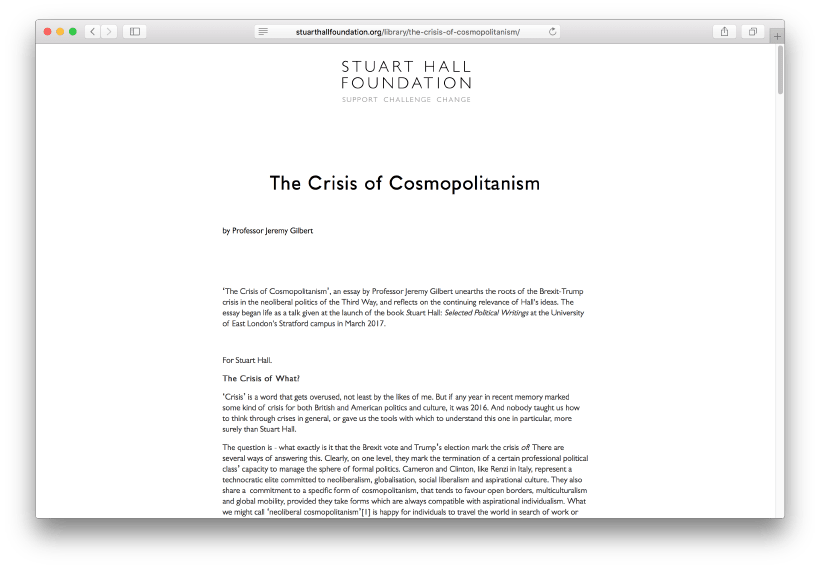 stuarthallfoundation.org/library/the-crisis-of-cosmopolitanism/
STUART HALL
FOUNDATION
SUPPORT CHALLENGE CHANGE
The Crisis of Cosmopolitanism
by Professor Jeremy Gilbert
'The Crisis of Cosmopolitanism', an essay by Professor Jeremy Gilbert unearths the roots of the Brexit-Trump
crisis in the neoliberal politics of the Third Way, and reflects on the continuing relevance of Hall's ideas. The
essay began life as a talk given at the launch of the book Stuart Hall: Selected Political Writings at the University
of East London's Stratford campus in March 2017.
For Stuart Hall.
The Crisis of What?
'Crisis' is a word that gets overused, not least by the likes of me. But if any year in recent memory marked
some kind of crisis for both British and American politics and culture, it was 2016. And nobody taught us how
to think through crises in general, or gave us the tools with which to understand this one in particular, more
surely than Stuart Hall.
The question is - what exactly is it that the Brexit vote and Trump's election mark the crisis of? There are
several ways of answering this. Clearly, on one level, they mark the termination of a certain professional political
class' capacity to manage the sphere of formal politics. Cameron and Clinton, like Renzi in Italy, represent a
technocratic elite committed to neoliberalism, globalisation, social liberalism and aspirational culture. They also
share a commitment to a specific form of cosmopolitanism, that tends to favour open borders, multiculturalism
and global mobility, provided they take forms which are always compatible with aspirational individualism. What
we might call 'neoliberal cosmopolitanism'[1] is happy for individuals to travel the world in search of work or